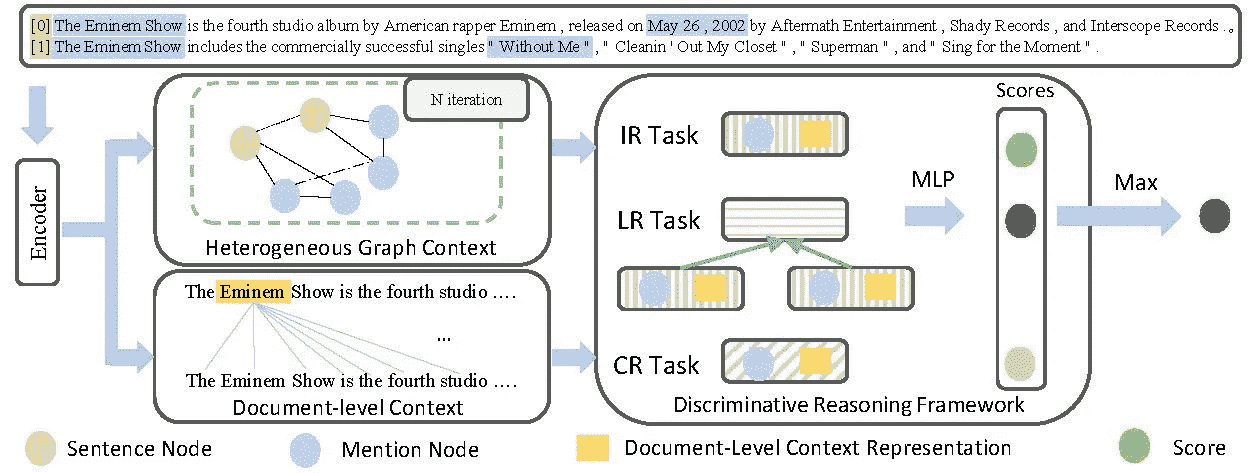 [0] The Eminem Show is the fourth studio album by American rapper Eminem , released on May 26 , 2002 by Aftermath Entertainment , Shady Records , and Interscope Records . 。
[1] The Eminem Show includes the commercially successful singles " Without Me " , " Cleanin ' Out My Closet " , " Superman " , and " Sing for the Moment " .
Encoder
N iteration
Heterogeneous Graph Context
The Eminem Show is the fourth studio ....
...
The Eminem Show is the fourth studio ....
Document-level Context
IR Task
LR Task
CR Task
MLP
Scores
Max
Discriminative Reasoning Framework
Sentence Node
Mention Node
Document-Level Context Representation
Score